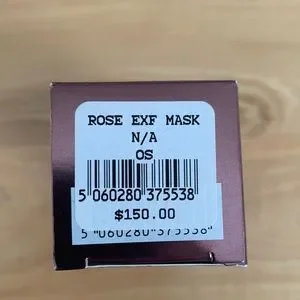 ROSE EXF MASK
N/A
OS
5 060280 375538
$150.00
5 "060280"375538"